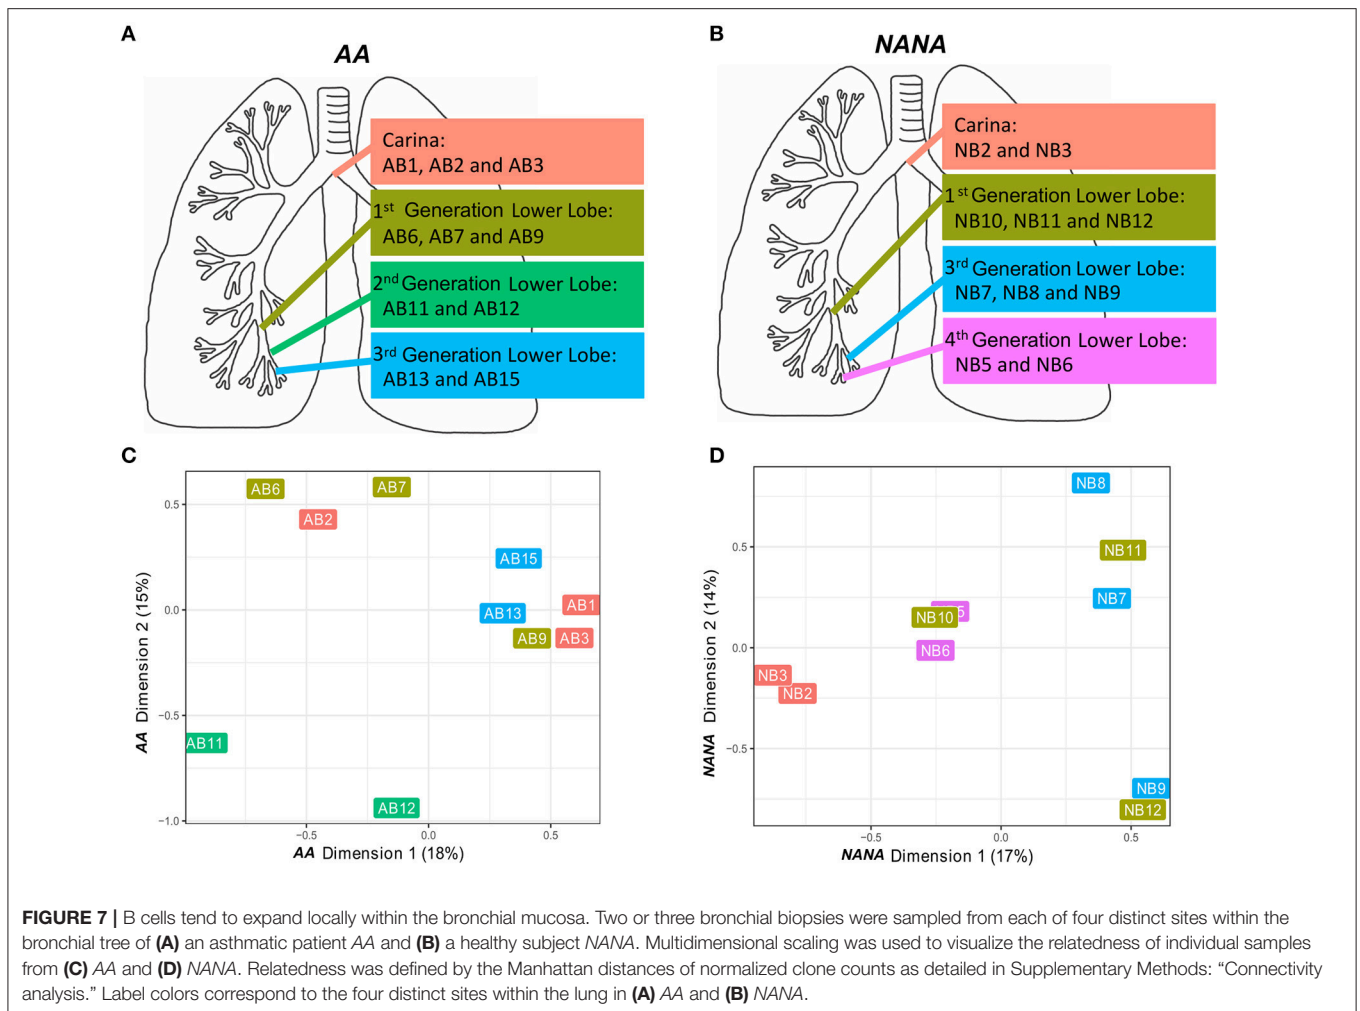 A
AA
Carina:
AB1, AB2 and AB3
1st Generation Lower Lobe:
AB6, AB7 and AB9
2nd Generation Lower Lobe:
AB11 and AB12
3rd Generation Lower Lobe:
AB13 and AB15
B
NANA
Carina:
NB2 and NB3
1st Generation Lower Lobe:
NB10, NB11 and NB12
3rd Generation Lower Lobe:
NB7, NB8 and NB9
4th Generation Lower Lobe:
NB5 and NB6
C
AA Dimension 2 (15%)
0.5
0.0
−0.5
−1.0
AB6
AB7
AB2
AB15
AB1
AB13
AB9
AB3
AB11
AB12
−0.5
0.0
0.5
AA Dimension 1 (18%)
D
NANA Dimension 2 (14%)
0.5
0.0
−0.5
NB8
NB11
NB7
NB10
NB6
NB3
NB2
NB9
NB12
−0.5
0.0
0.5
NANA Dimension 1 (17%)
FIGURE 7 | B cells tend to expand locally within the bronchial mucosa. Two or three bronchial biopsies were sampled from each of four distinct sites within the
bronchial tree of (A) an asthmatic patient AA and (B) a healthy subject NANA. Multidimensional scaling was used to visualize the relatedness of individual samples
from (C) AA and (D) NANA. Relatedness was defined by the Manhattan distances of normalized clone counts as detailed in Supplementary Methods: “Connectivity
analysis.” Label colors correspond to the four distinct sites within the lung in (A) AA and (B) NANA.